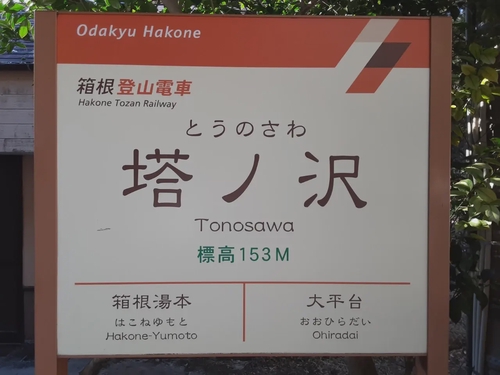 Odakyu Hakone
箱根登山電車
Hakone Tozan Railway
とうのさわ
塔ノ沢
Tonosawa
標高153M
箱根湯本
はこねゆもと
Hakone-Yumoto
大平台
おおひらだい
Ohiradai